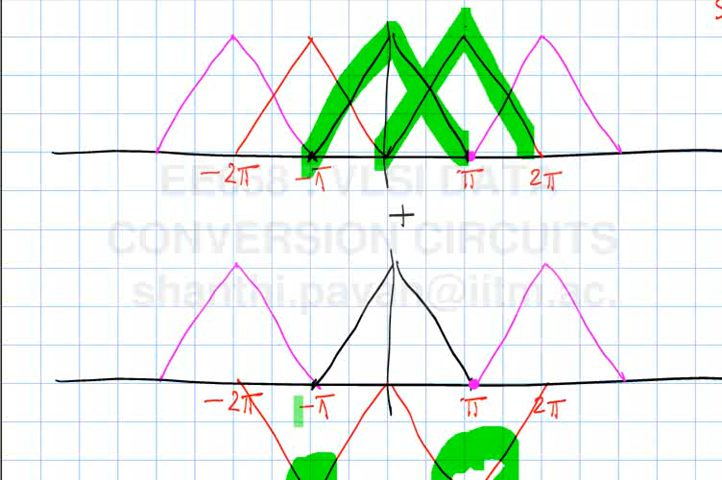 -2π -π π 2π
EE658 : VLSI DATA
+
CONVERSION CIRCUITS
shanthi.pavan@iitm.ac.
-2π -π π 2π